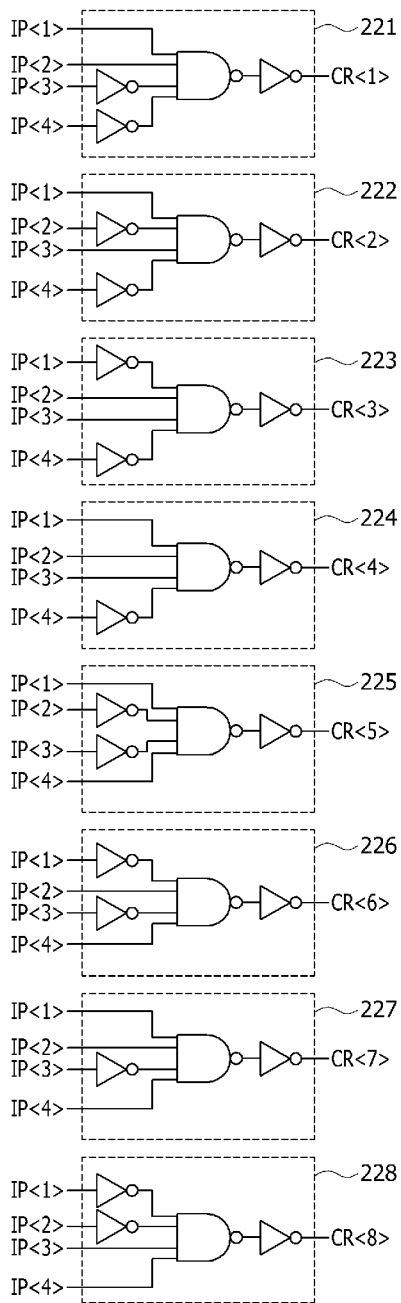 IP<1>
IP<2>
IP<3>
IP<4>
221
CR<1>
IP<1>
IP<2>
IP<3>
IP<4>
222
CR<2>
IP<1>
IP<2>
IP<3>
IP<4>
223
CR<3>
IP<1>
IP<2>
IP<3>
IP<4>
224
CR<4>
IP<1>
IP<2>
IP<3>
IP<4>
225
CR<5>
IP<1>
IP<2>
IP<3>
IP<4>
226
CR<6>
IP<1>
IP<2>
IP<3>
IP<4>
227
CR<7>
IP<1>
IP<2>
IP<3>
IP<4>
228
CR<8>